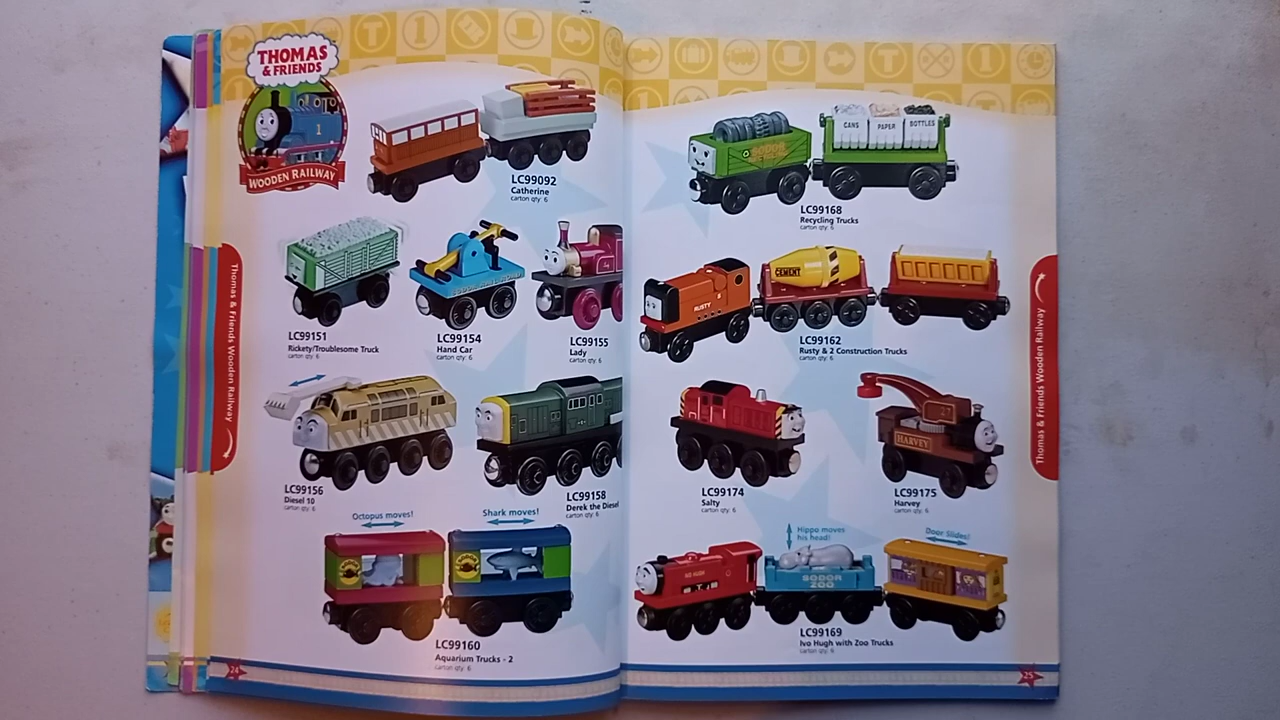 THOMAS
& FRIENDS
1
WOODEN RAILWAY
LC99092
Catherine
carton qty: 6
LC99151
Rickety/Troublesome Truck
carton qty: 6
LC99154
Hand Car
carton qty: 6
LC99155
Lady
carton qty: 6
LC99156
Diesel 10
carton qty: 6
LC99158
Derek the Diesel
carton qty: 6
Octopus moves!
Shark moves!
LC99160
Aquarium Trucks - 2
carton qty: 6
24
Thomas & Friends Wooden Railway
SODOR
CANS
PAPER
BOTTLES
LC99168
Recycling Trucks
carton qty: 6
RUSTY
CEMENT
LC99162
Rusty & 2 Construction Trucks
carton qty: 6
LC99174
Salty
carton qty: 6
HARVEY
LC99175
Harvey
carton qty: 6
IVO HUGH
Hippo moves
his head!
SODOR
ZOO
Door Slides!
LC99169
Ivo Hugh with Zoo Trucks
carton qty: 6
25
Thomas & Friends Wooden Railway